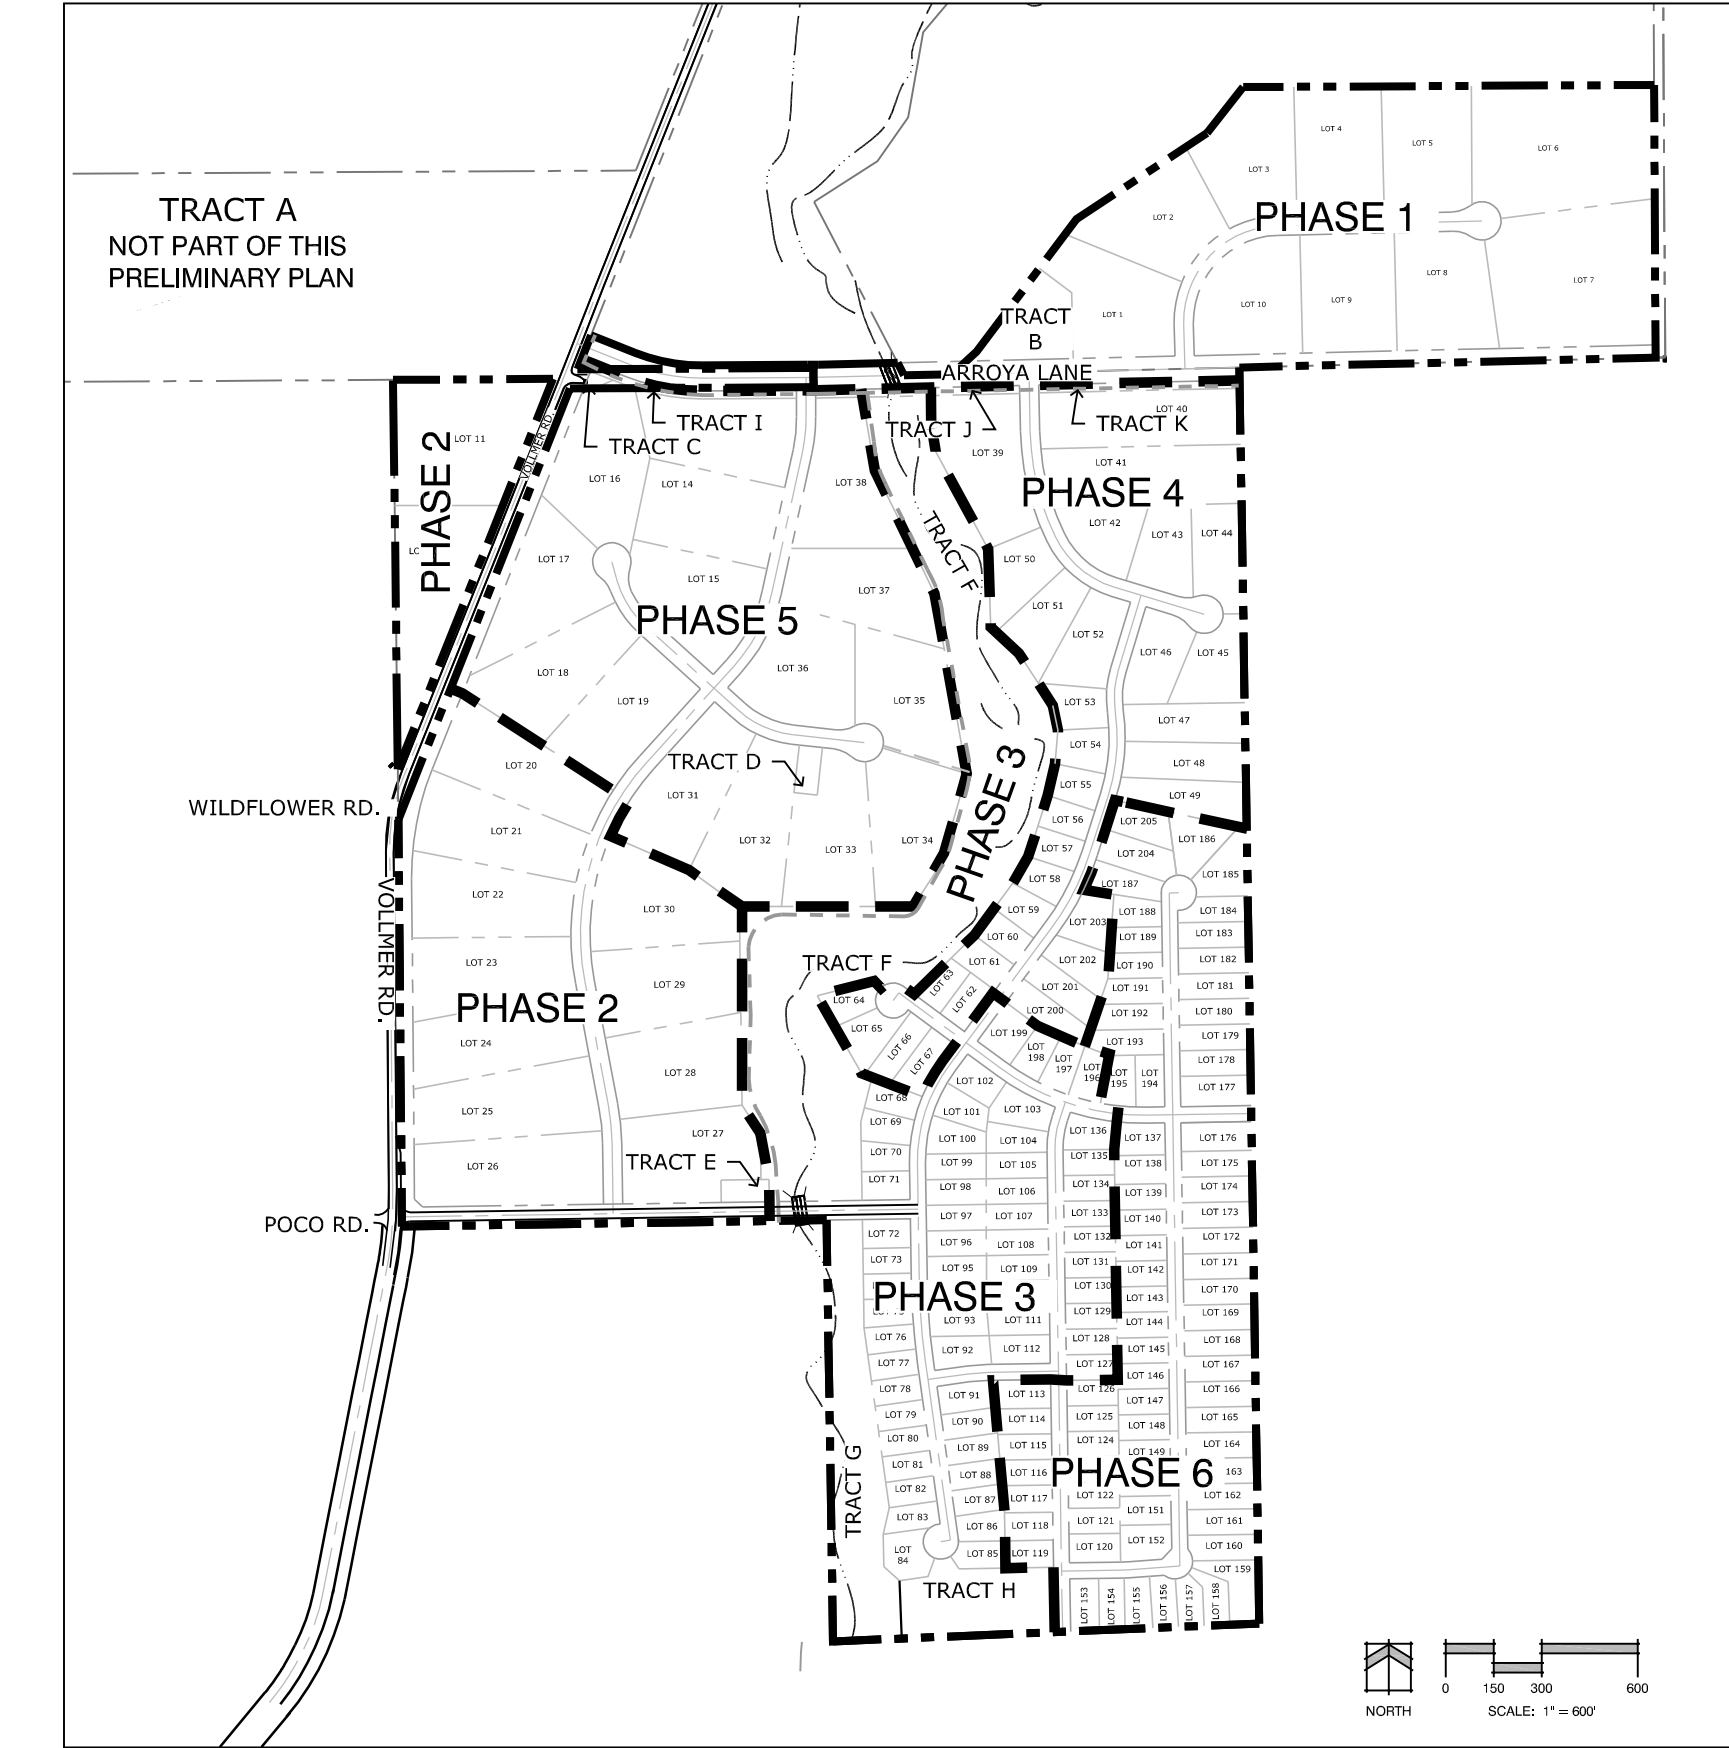 LOT 4
LOT 5
LOT 6
LOT 3
TRACT A
NOT PART OF THIS
PRELIMINARY PLAN
PHASE 1
LOT 2
LOT 8
LOT 7
LOT 10
LOT 9
LOT 1
TRACT
B
ARROYA LANE
LOT 40
TRACT I
TRACT J
TRACT K
TRACT C
VOLLMER RD.
PHASE 2
LOT 11
LOT 39
LOT 41
LOT 16
LOT 14
LOT 38
PHASE 4
LOT 42
LOT 43
LOT 44
TRACT F
LOT 17
LOT 50
LOT 15
LOT 37
LOT 51
PHASE 5
LOT 52
LOT 46
LOT 45
LOT 18
LOT 36
LOT 19
LOT 35
LOT 53
LOT 47
LOT 54
PHASE 3
TRACT D
LOT 20
LOT 48
LOT 55
LOT 31
LOT 49
WILDFLOWER RD.
LOT 56
LOT 205
LOT 21
LOT 186
LOT 32
LOT 33
LOT 34
LOT 57
LOT 204
LOT 58
LOT 187
LOT 185
VOLLMER RD.
LOT 22
LOT 30
LOT 59
LOT 188
LOT 184
LOT 203
LOT 60
LOT 189
LOT 183
LOT 23
TRACT F
LOT 61
LOT 202
LOT 190
LOT 182
LOT 29
LOT 63
LOT 62
LOT 201
LOT 191
LOT 181
PHASE 2
LOT 64
LOT 200
LOT 192
LOT 180
LOT 65
LOT 199
LOT 24
LOT 66
LOT 67
LOT
198
LOT
197
LOT 193
LOT 179
LOT 28
LOT
196
LOT
195
LOT
194
LOT 178
LOT 102
LOT 177
LOT 68
LOT 25
LOT 101
LOT 103
LOT 69
LOT 27
LOT 100
LOT 104
LOT 136
LOT 137
LOT 176
LOT 70
LOT 26
TRACT E
LOT 99
LOT 105
LOT 135
LOT 138
LOT 175
LOT 71
LOT 98
LOT 106
LOT 134
LOT 139
LOT 174
POCO RD.
LOT 97
LOT 107
LOT 133
LOT 140
LOT 173
LOT 72
LOT 96
LOT 108
LOT 132
LOT 141
LOT 172
LOT 73
LOT 95
LOT 109
LOT 131
LOT 142
LOT 171
PHASE 3
LOT 130
LOT 143
LOT 170
LOT 93
LOT 111
LOT 129
LOT 144
LOT 169
LOT 76
LOT 92
LOT 112
LOT 128
LOT 145
LOT 168
LOT 77
LOT 127
LOT 146
LOT 167
LOT 78
LOT 91
LOT 113
LOT 126
LOT 147
LOT 166
LOT 79
LOT 90
LOT 114
LOT 125
LOT 148
LOT 165
LOT 80
LOT 89
LOT 115
LOT 124
LOT 149
LOT 164
TRACT G
LOT 81
LOT 88
LOT 116
PHASE 6
163
LOT 82
LOT 87
LOT 117
LOT 122
LOT 151
LOT 162
LOT 83
LOT 86
LOT 118
LOT 121
LOT 152
LOT 161
LOT
84
LOT 85
LOT 119
LOT 120
LOT 160
LOT 159
TRACT H
LOT 153
LOT 154
LOT 155
LOT 156
LOT 157
LOT 158
0 150 300 600
NORTH
SCALE: 1" = 600'